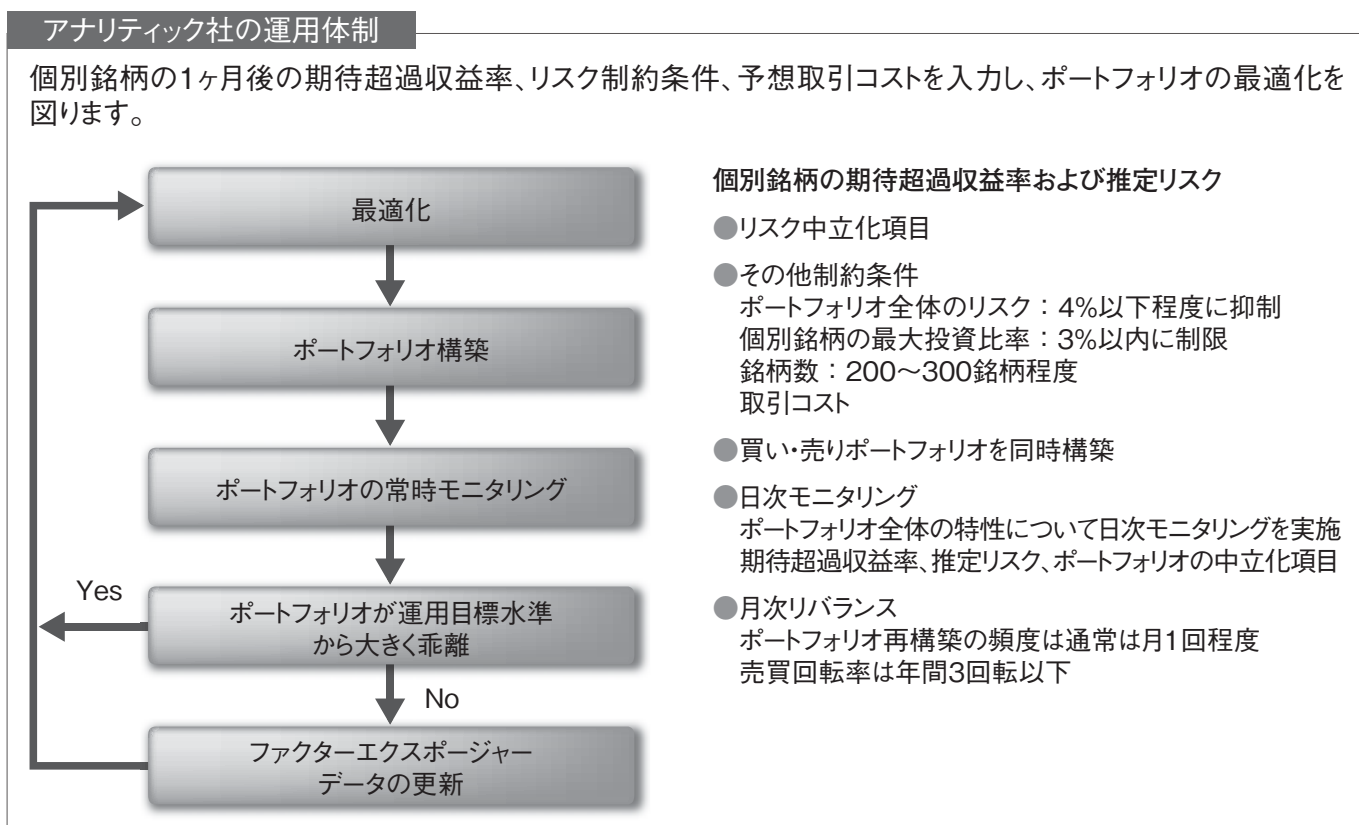 アナリティック社の運用体制
個別銘柄の1ヶ月後の期待超過収益率、リスク制約条件、予想取引コストを入力し、ポートフォリオの最適化を
図ります。
最適化
ポートフォリオ構築
ポートフォリオの常時モニタリング
Yes
ポートフォリオが運用目標水準
から大きく乖離
No
ファクターエクスポージャー
データの更新
個別銘柄の期待超過収益率および推定リスク
●リスク中立化項目
●その他制約条件
ポートフォリオ全体のリスク：4%以下程度に抑制
個別銘柄の最大投資比率：3%以内に制限
銘柄数：200〜300銘柄程度
取引コスト
●買い・売りポートフォリオを同時構築
●日次モニタリング
ポートフォリオ全体の特性について日次モニタリングを実施
期待超過収益率、推定リスク、ポートフォリオの中立化項目
●月次リバランス
ポートフォリオ再構築の頻度は通常は月1回程度
売買回転率は年間3回転以下